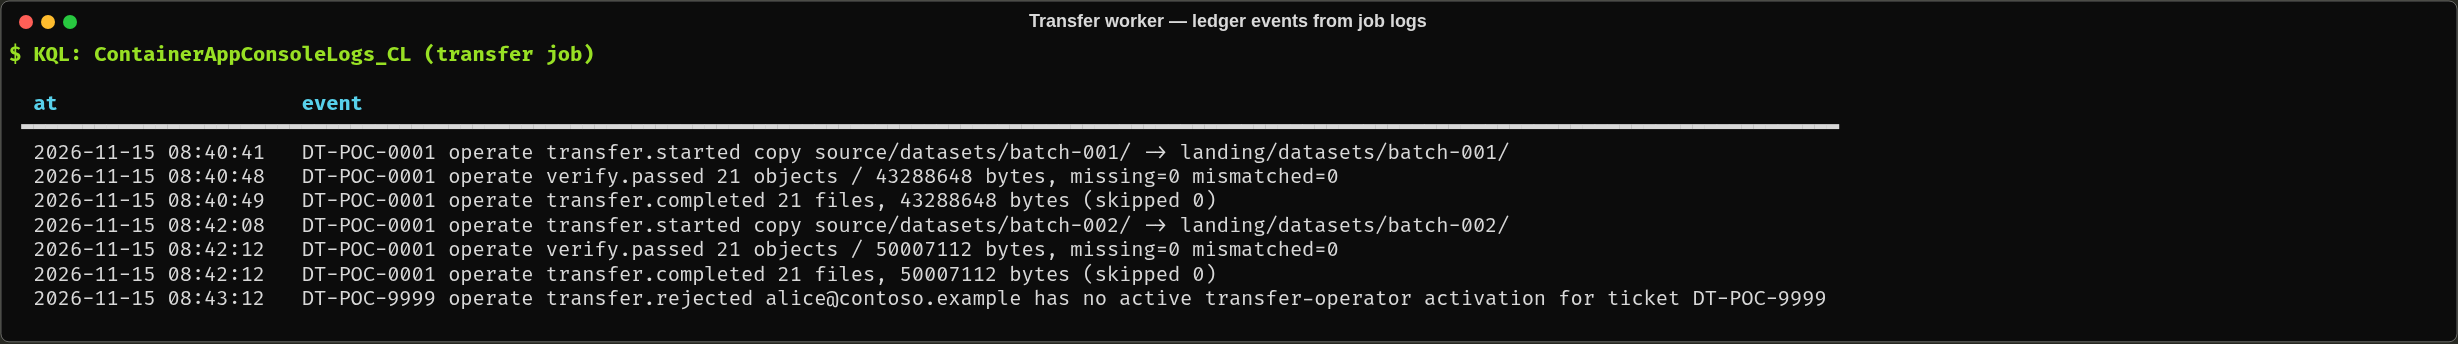 Transfer worker — ledger events from job logs
$ KQL: ContainerAppConsoleLogs_CL (transfer job)
at event
2026-11-15 08:40:41 DT-POC-0001 operate transfer.started copy source/datasets/batch-001/ -> landing/datasets/batch-001/
2026-11-15 08:40:48 DT-POC-0001 operate verify.passed 21 objects / 43288648 bytes, missing=0 mismatched=0
2026-11-15 08:40:49 DT-POC-0001 operate transfer.completed 21 files, 43288648 bytes (skipped 0)
2026-11-15 08:42:08 DT-POC-0001 operate transfer.started copy source/datasets/batch-002/ -> landing/datasets/batch-002/
2026-11-15 08:42:12 DT-POC-0001 operate verify.passed 21 objects / 50007112 bytes, missing=0 mismatched=0
2026-11-15 08:42:12 DT-POC-0001 operate transfer.completed 21 files, 50007112 bytes (skipped 0)
2026-11-15 08:43:12 DT-POC-9999 operate transfer.rejected alice@contoso.example has no active transfer-operator activation for ticket DT-POC-9999